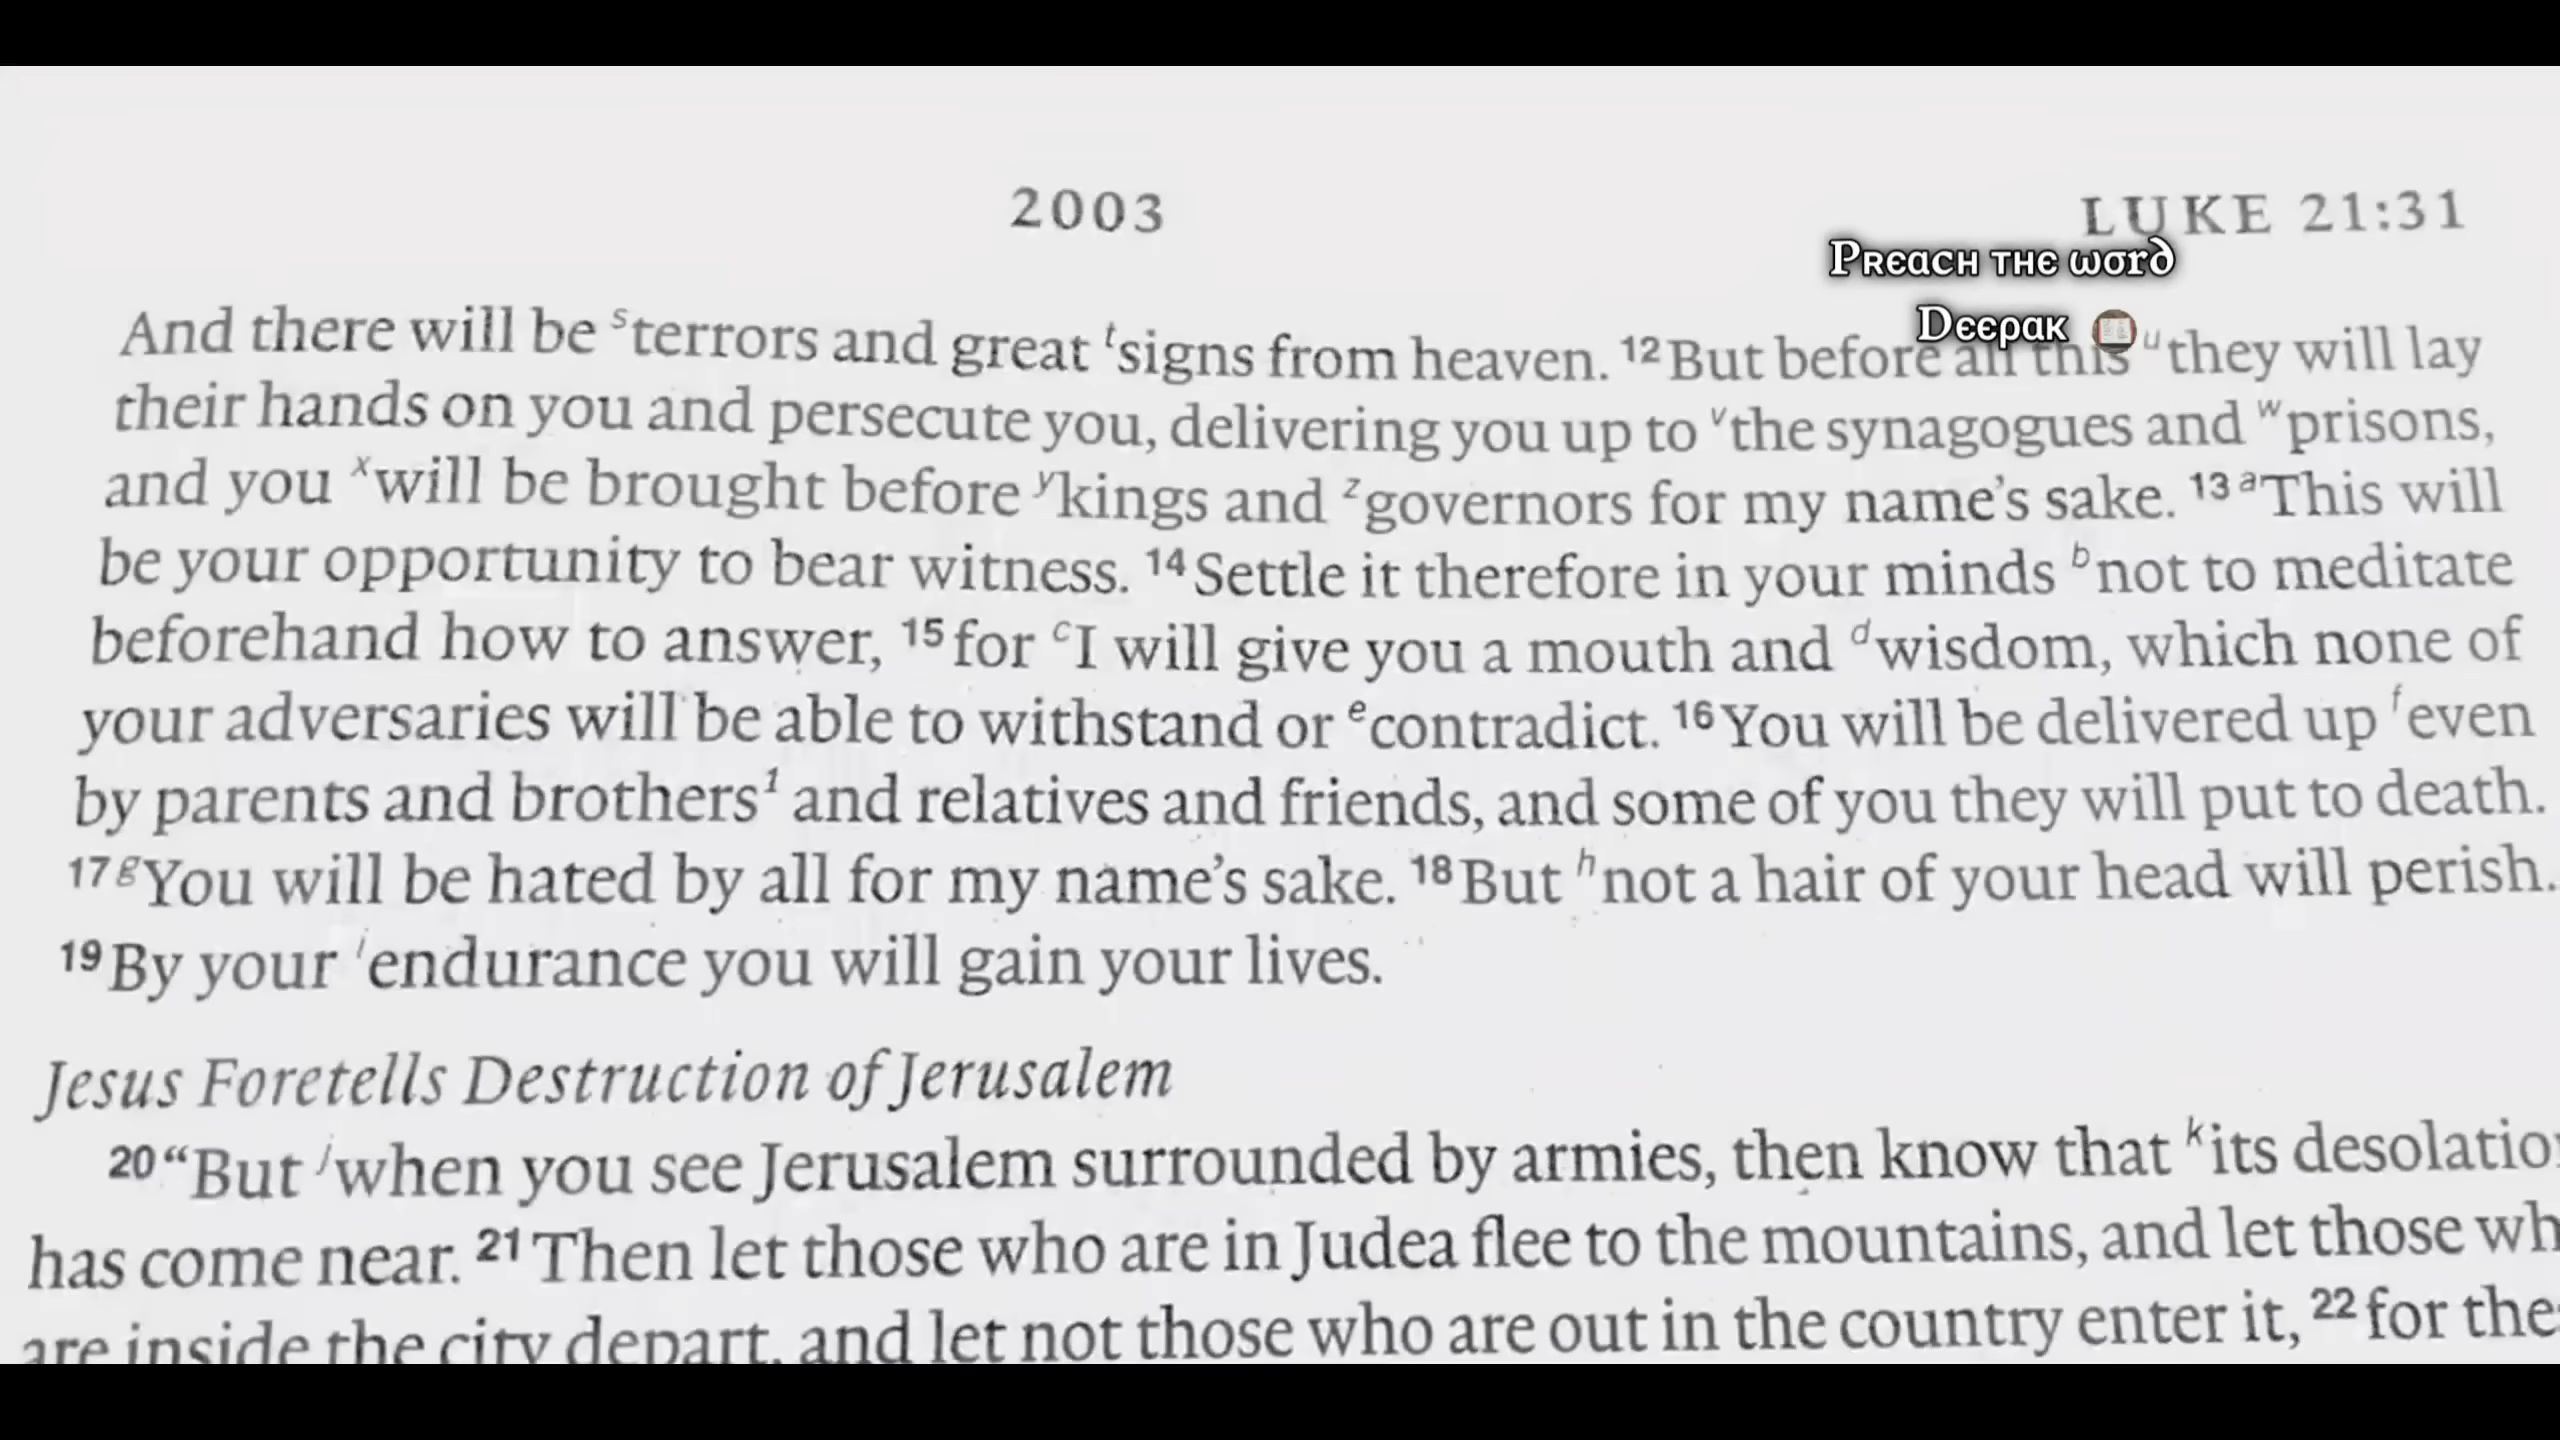 2003 LUKE 21:31
Preach the word
Deepak
And there will be ˢterrors and great ᵗsigns from heaven. ¹²But before all this ᵘthey will lay
their hands on you and persecute you, delivering you up to ᵛthe synagogues and ʷprisons,
and you ˣwill be brought before ʸkings and ᶻgovernors for my name’s sake. ¹³ ᵃThis will
be your opportunity to bear witness. ¹⁴Settle it therefore in your minds ᵇnot to meditate
beforehand how to answer, ¹⁵for ᶜI will give you a mouth and ᵈwisdom, which none of
your adversaries will be able to withstand or ᵉcontradict. ¹⁶You will be delivered up ᶠeven
by parents and brothers¹ and relatives and friends, and some of you they will put to death.
¹⁷ ᵍYou will be hated by all for my name’s sake. ¹⁸But ʰnot a hair of your head will perish.
¹⁹By your ⁱendurance you will gain your lives.
Jesus Foretells Destruction of Jerusalem
²⁰“But ʲwhen you see Jerusalem surrounded by armies, then know that ᵏits desolatio
has come near. ²¹Then let those who are in Judea flee to the mountains, and let those wh
are inside the city depart, and let not those who are out in the country enter it, ²²for the